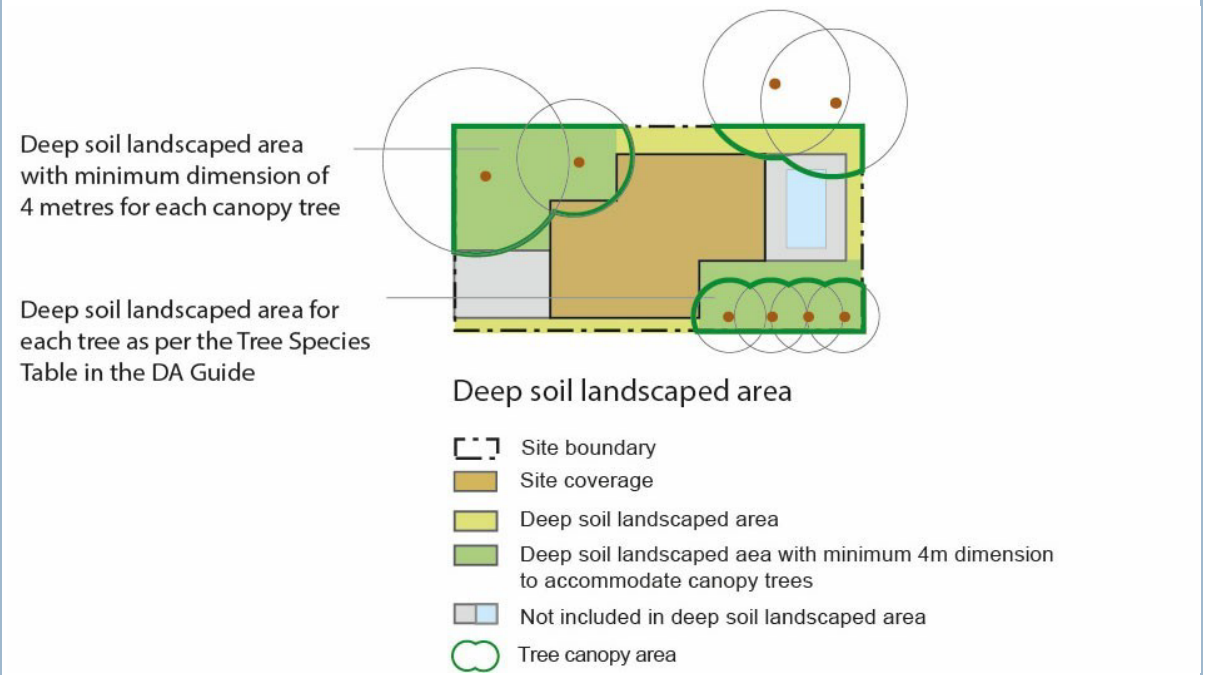 Deep soil landscaped area
with minimum dimension of
4 metres for each canopy tree
Deep soil landscaped area for
each tree as per the Tree Species
Table in the DA Guide
Deep soil landscaped area
Site boundary
Site coverage
Deep soil landscaped area
Deep soil landscaped aea with minimum 4m dimension
to accommodate canopy trees
Not included in deep soil landscaped area
Tree canopy area